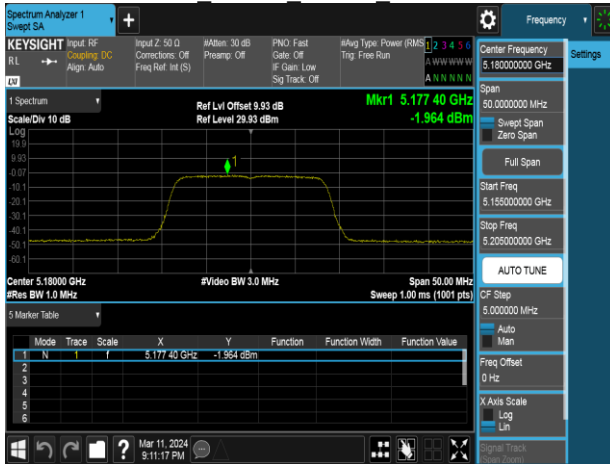 Spectrum Analyzer 1
Swept SA
+
Frequency
KEYSIGHT
Input: RF
Input Z: 50 Ω
#Atten: 30 dB
PNO: Fast
#Avg Type: Power (RMS
1 2 3 4 5 6
RL
Coupling: DC
Corrections: Off
Preamp: Off
Gate: Off
Trig: Free Run
A W W W W W
Align: Auto
Freq Ref: Int (S)
IF Gain: Low
Sig Track: Off
A N N N N N
LXI
1 Spectrum
Ref Lvl Offset 9.93 dB
Mkr1 5.177 40 GHz
Scale/Div 10 dB
Ref Level 29.93 dBm
-1.964 dBm
Log
19.9
9.93
-0.07
-10.1
-20.1
-30.1
-40.1
-50.1
-60.1
1
Center 5.18000 GHz
#Video BW 3.0 MHz
Span 50.00 MHz
#Res BW 1.0 MHz
Sweep 1.00 ms (1001 pts)
5 Marker Table
Mode Trace Scale X Y Function Function Width Function Value
1 N 1 f 5.177 40 GHz -1.964 dBm
2
3
4
5
6
Mar 11, 2024
9:11:17 PM
?
Center Frequency
5.180000000 GHz
Settings
Span
50.0000000 MHz
Swept Span
Zero Span
Full Span
Start Freq
5.155000000 GHz
Stop Freq
5.205000000 GHz
AUTO TUNE
CF Step
5.000000 MHz
Auto
Man
Freq Offset
0 Hz
X Axis Scale
Log
Lin
Signal Track
(Span Zoom)